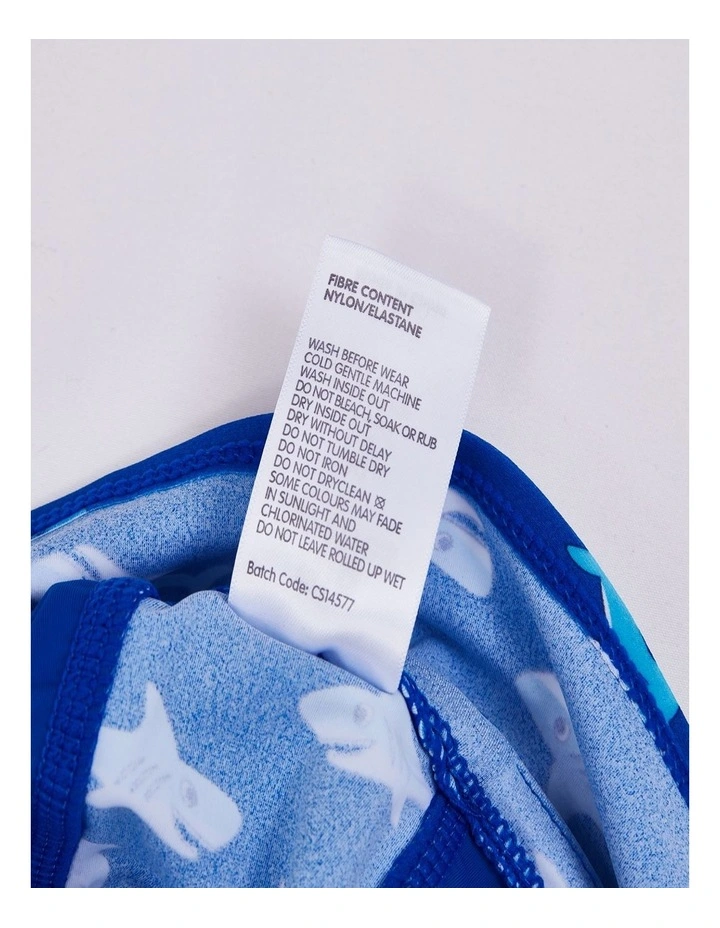 FIBRE CONTENT
NYLON/ELASTANE
WASH BEFORE WEAR
COLD GENTLE MACHINE
WASH INSIDE OUT
DO NOT BLEACH, SOAK OR RUB
DRY INSIDE OUT
DRY WITHOUT DELAY
DO NOT TUMBLE DRY
DO NOT IRON
DO NOT DRYCLEAN
SOME COLOURS MAY FADE
IN SUNLIGHT AND
CHLORINATED WATER
DO NOT LEAVE ROLLED UP WET
Batch Code: CS14577